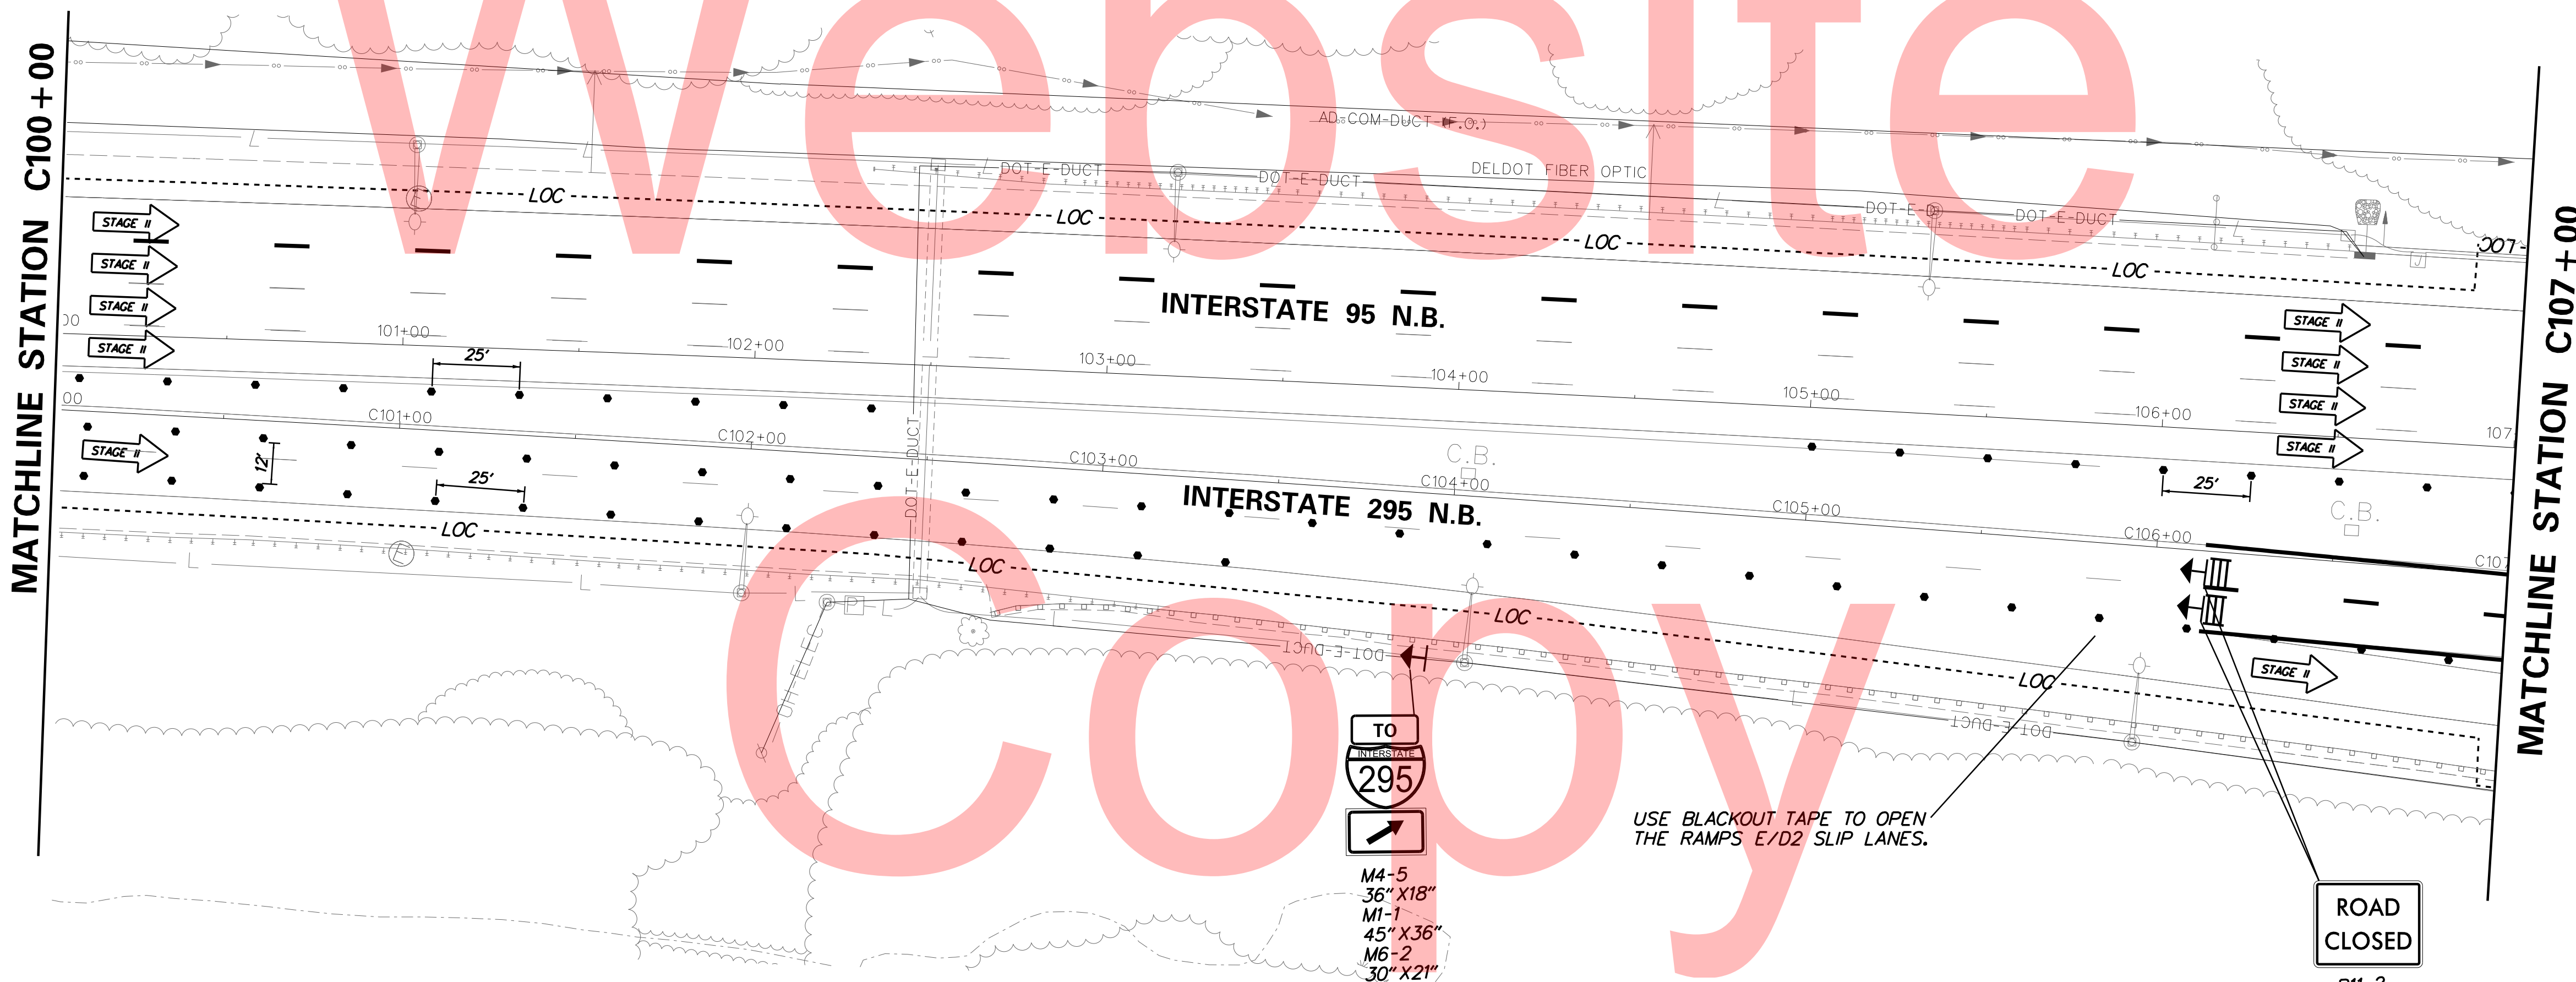 Website
Copy
MATCHLINE STATION C100+00
AD-COM-DUCT (F.O.)
DOT-E-DUCT
DOT-E-DUCT
DELDOT FIBER OPTIC
DOT-E-D
DOT-E-DUCT
LOC
LOC
LOC
LOC
LOC
STAGE II
STAGE II
STAGE II
STAGE II
INTERSTATE 95 N.B.
STAGE II
STAGE II
STAGE II
STAGE II
00
101+00
102+00
103+00
104+00
105+00
106+00
107
25'
00
C101+00
C102+00
C103+00
C104+00
C105+00
C106+00
C107
C.B.
C.B.
25'
STAGE II
12'
25'
DOT-E-DUCT
INTERSTATE 295 N.B.
LOC
LOC
LOC
LOC
STAGE II
L
L
L
L
L
P
J
DOT-E-DUCT
DOT-E-DUCT
TO
INTERSTATE
295
M4-5
36"X18"
M1-1
45"X36"
M6-2
30"X21"
USE BLACKOUT TAPE TO OPEN
THE RAMPS E/D2 SLIP LANES.
ROAD
CLOSED
MATCHLINE STATION C107+00